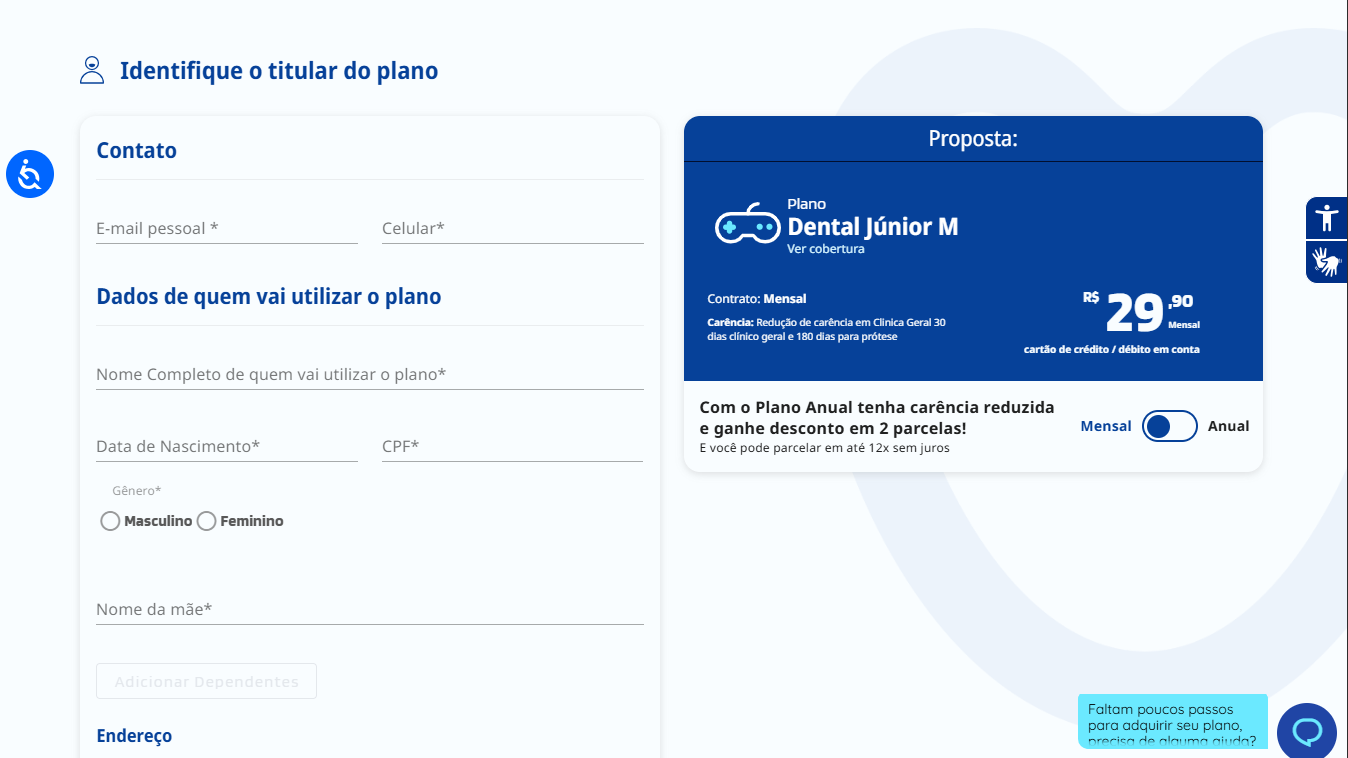 Identifique o titular do plano
Contato
E-mail pessoal *
Celular*
Dados de quem vai utilizar o plano
Nome Completo de quem vai utilizar o plano*
Data de Nascimento*
CPF*
Gênero*
Masculino
Feminino
Nome da mãe*
Adicionar Dependentes
Endereço
Proposta:
Plano
Dental Júnior M
Ver cobertura
Contrato: Mensal
Carência: Redução de carência em Clinica Geral 30
dias clínico geral e 180 dias para prótese
R$ 29,90
Mensal
cartão de crédito / débito em conta
Com o Plano Anual tenha carência reduzida
e ganhe desconto em 2 parcelas!
E você pode parcelar em até 12x sem juros
Mensal
Anual
Faltam poucos passos
para adquirir seu plano,
precisa de alguma ajuda?